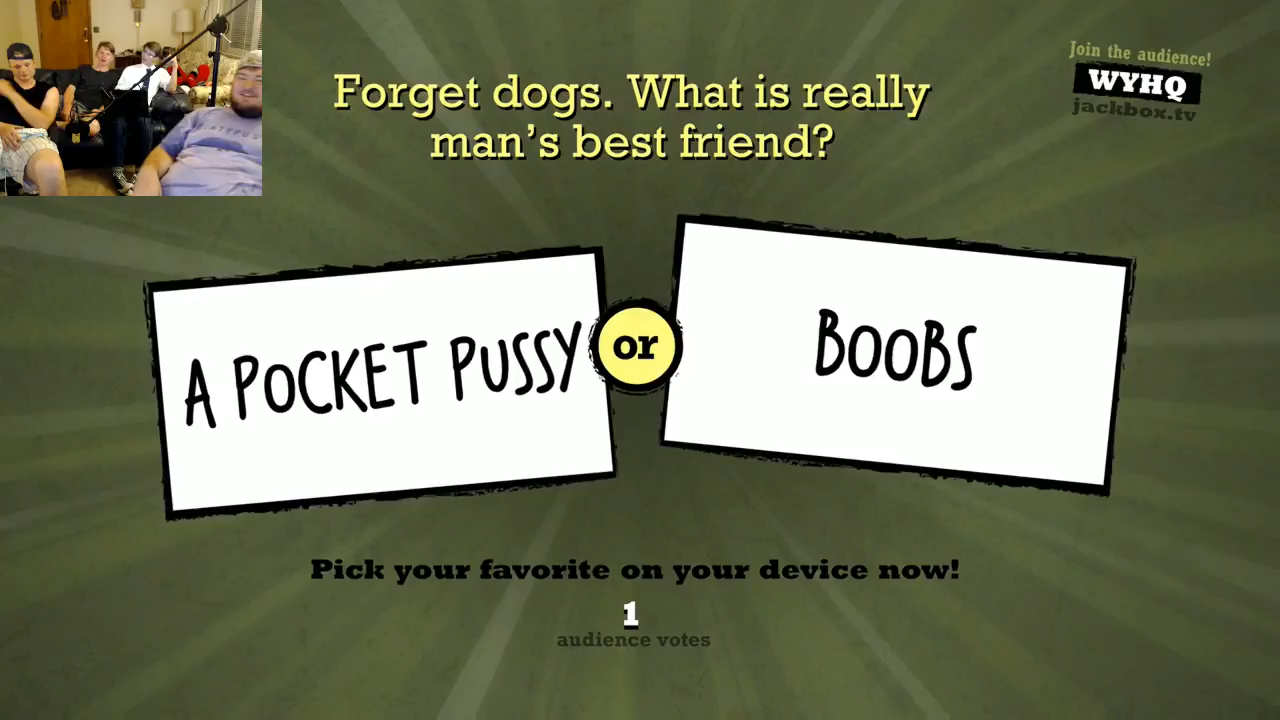 Join the audience!
WYHQ
jackbox.tv
Forget dogs. What is really
man's best friend?
A POCKET PUSSY
or
BOOBS
Pick your favorite on your device now!
1
audience votes